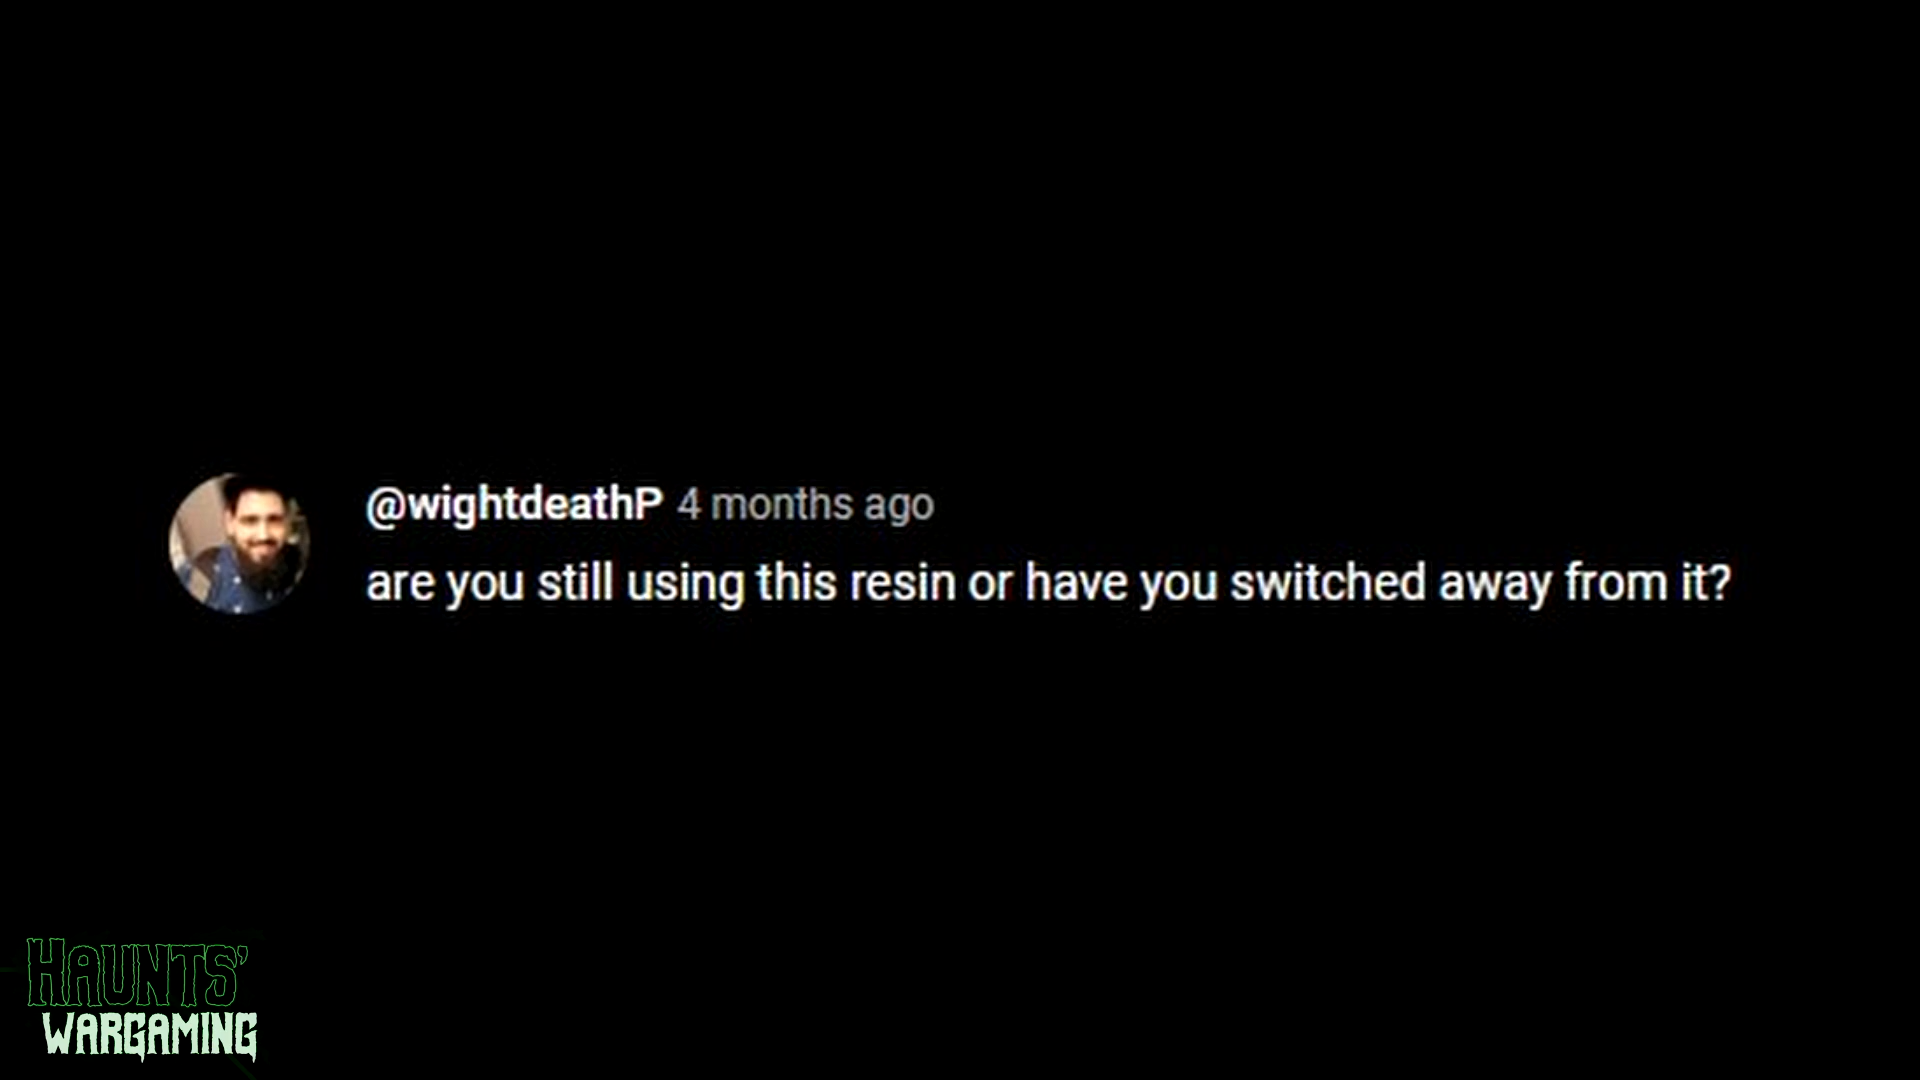 @wightdeathP 4 months ago
are you still using this resin or have you switched away from it?
HAUNTS'
WARGAMING